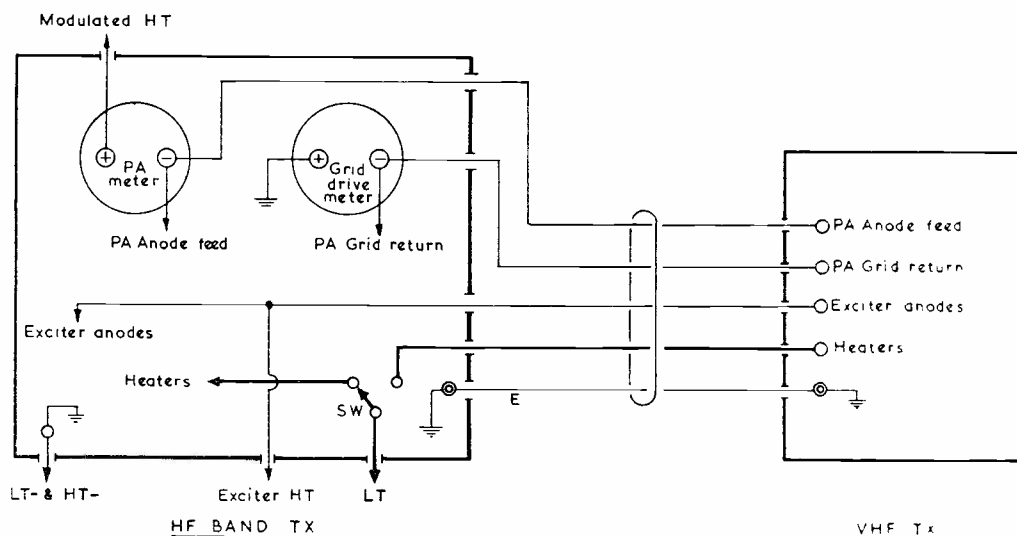 Modulated HT
+
−
PA
meter
+
−
Grid
drive
meter
PA Anode feed
PA Grid return
PA Anode feed
PA Grid return
Exciter anodes
Heaters
Exciter anodes
Heaters
SW
E
LT- & HT-
Exciter HT
LT
HF BAND TX
VHF Tx